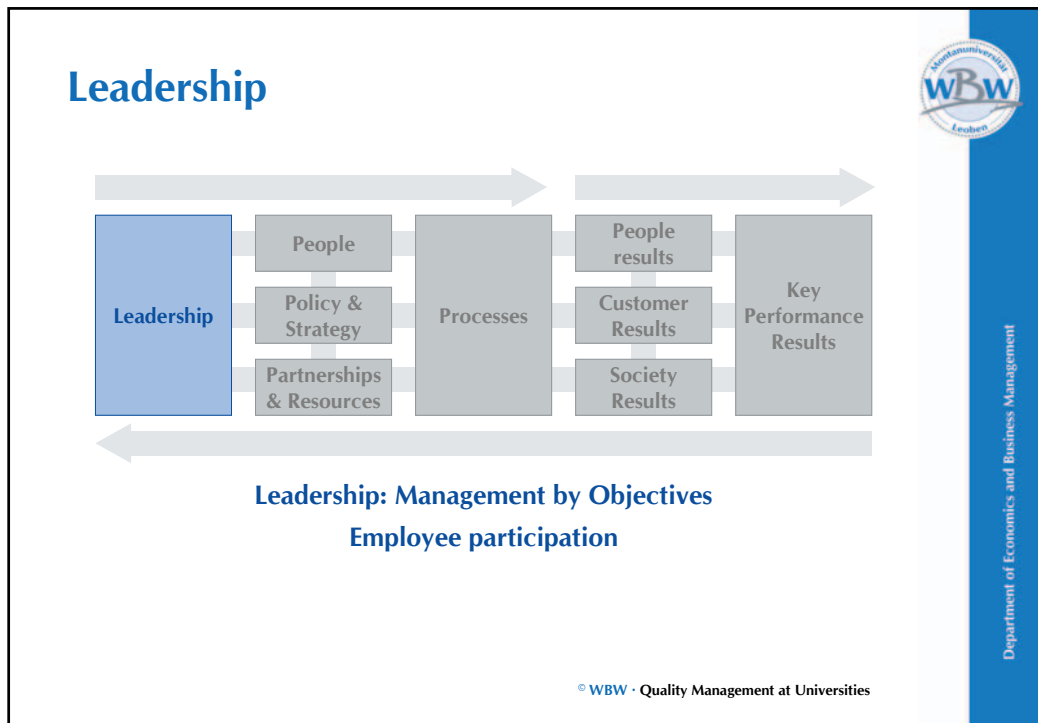 Leadership
Montanuniversität
WBW
Leoben
Leadership
People
Policy &
Strategy
Partnerships
& Resources
Processes
People
results
Customer
Results
Society
Results
Key
Performance
Results
Leadership: Management by Objectives
Employee participation
Department of Economics and Business Management
© WBW · Quality Management at Universities